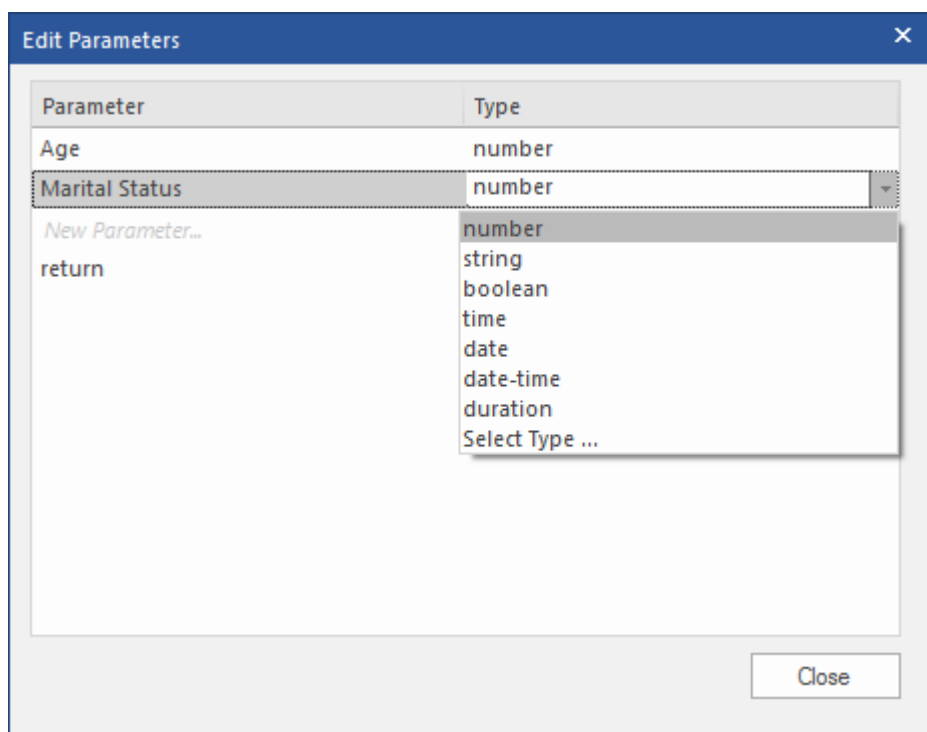 Edit Parameters
Parameter Type
Age number
Marital Status number
New Parameter... number
return string
boolean
time
date
date-time
duration
Select Type ...
Close